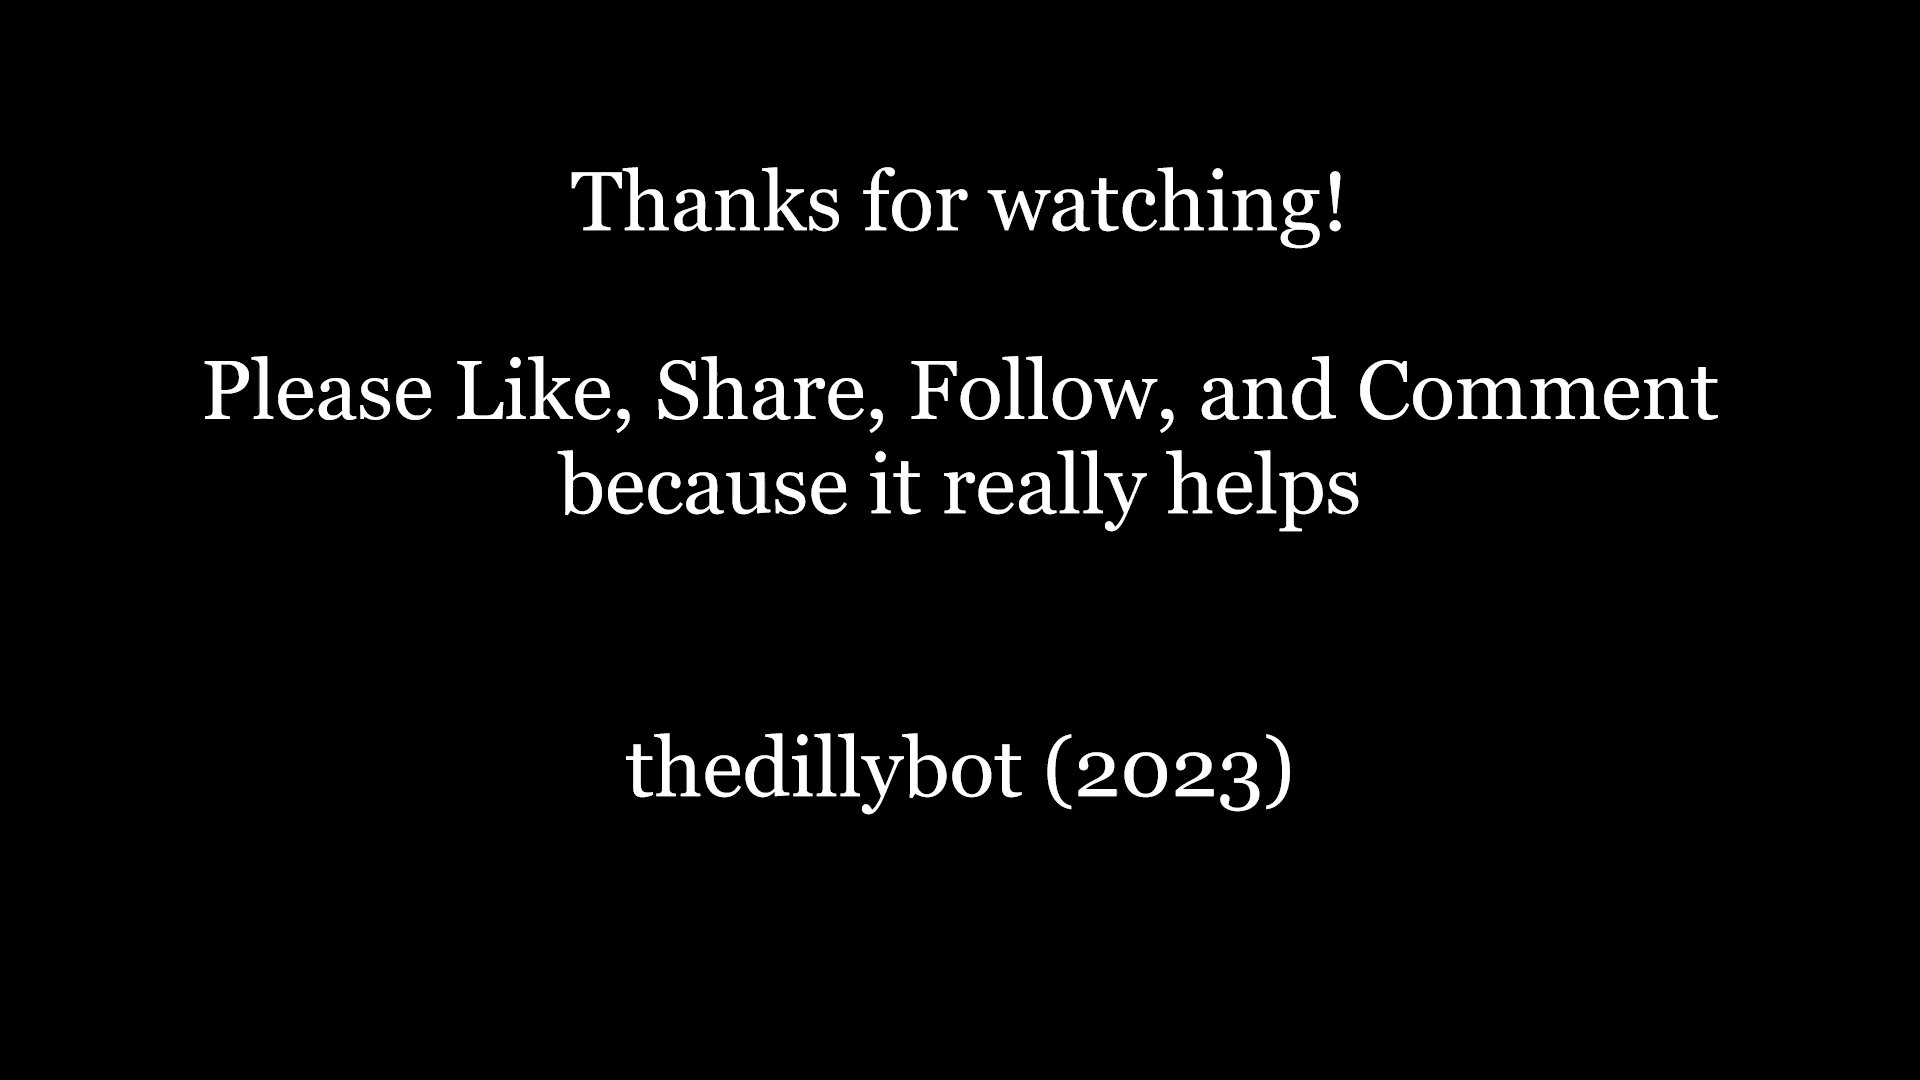 Thanks for watching!
Please Like, Share, Follow, and Comment
because it really helps
thedillybot (2023)